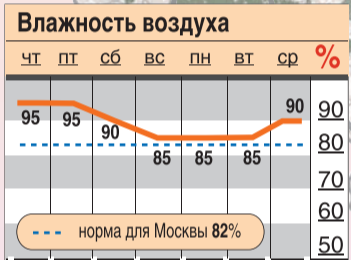 Влажность воздуха
чт пт сб вс пн вт ср %
95 95 90 85 85 85 90
90
80
70
60
50
норма для Москвы 82%